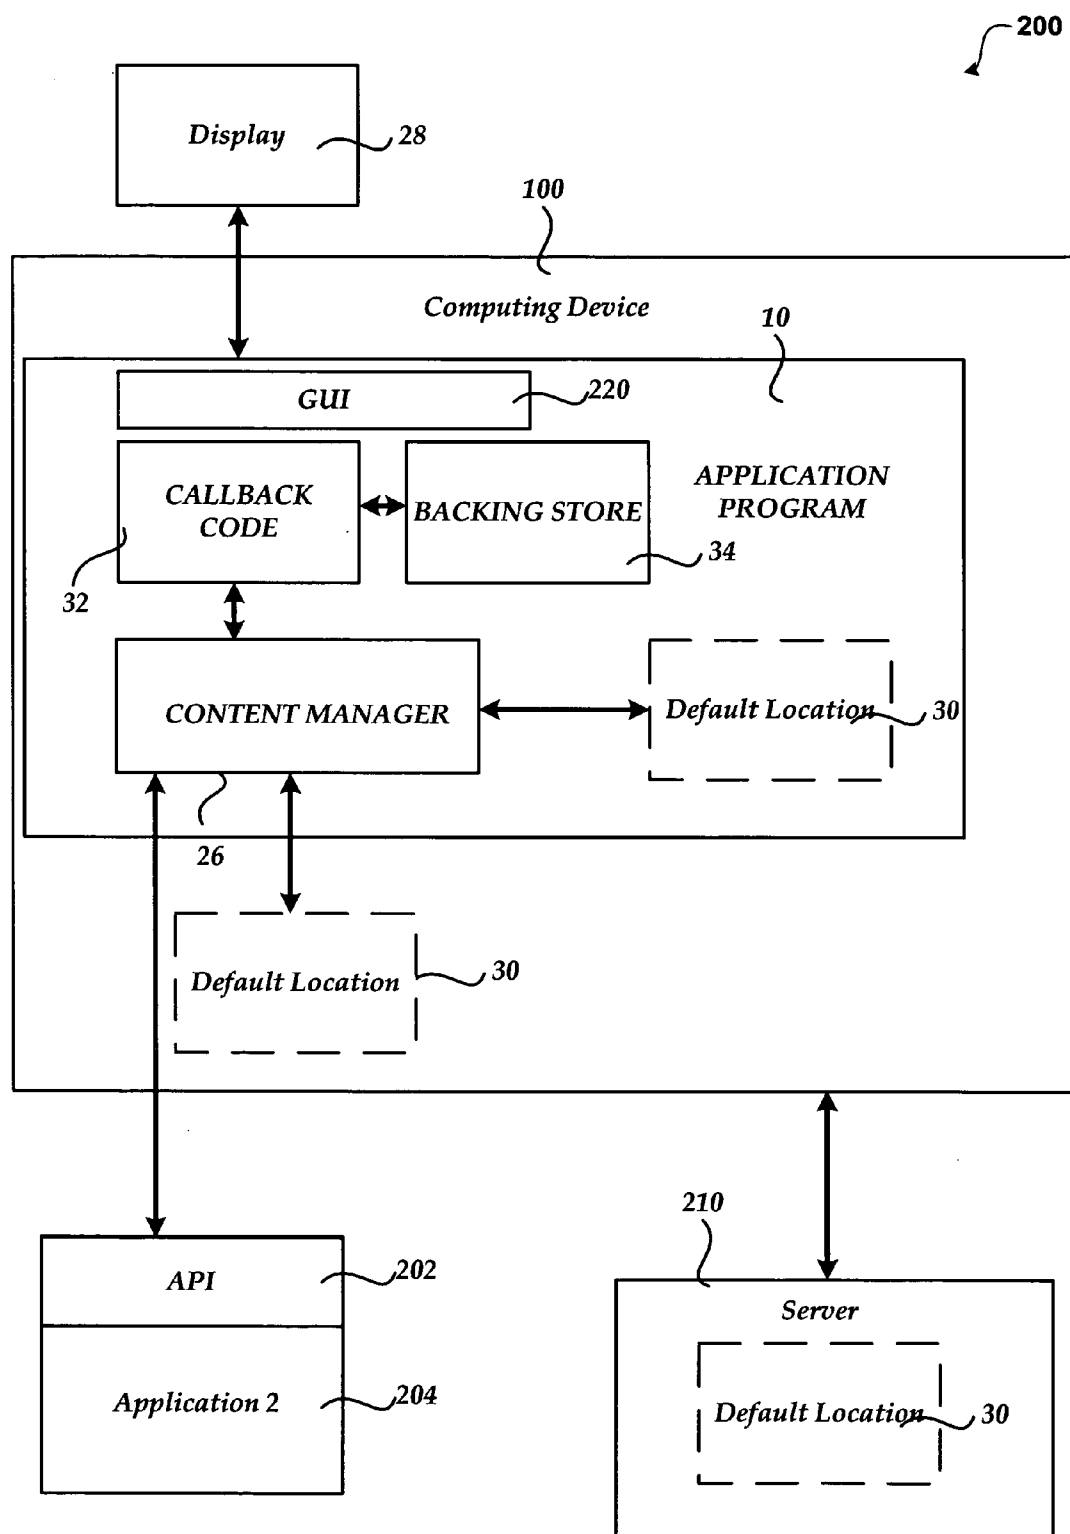 200
Display
28
100
Computing Device
10
GUI
220
CALLBACK
CODE
BACKING STORE
APPLICATION
PROGRAM
32
34
CONTENT MANAGER
Default Location
30
26
Default Location
30
210
API
202
Server
Application 2
204
Default Location
30